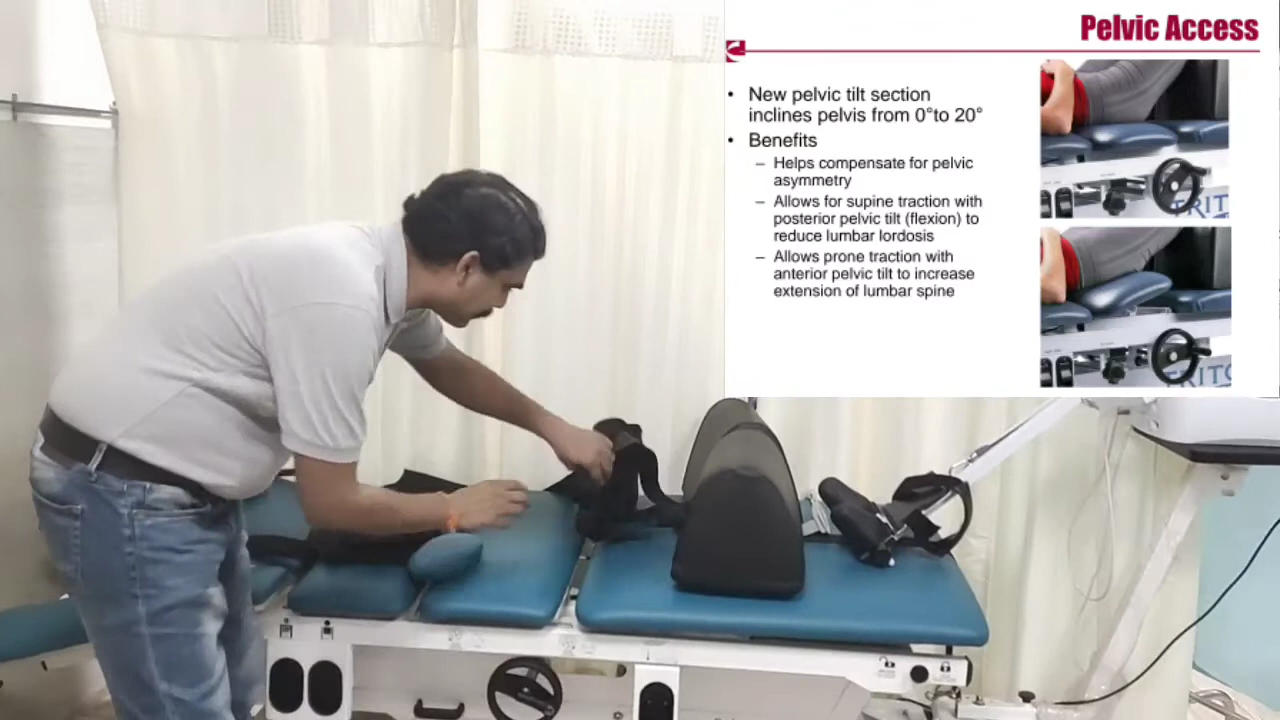 Pelvic Access
• New pelvic tilt section
inclines pelvis from 0°to 20°
• Benefits
– Helps compensate for pelvic
asymmetry
– Allows for supine traction with
posterior pelvic tilt (flexion) to
reduce lumbar lordosis
– Allows prone traction with
anterior pelvic tilt to increase
extension of lumbar spine
TRITO
TRITO